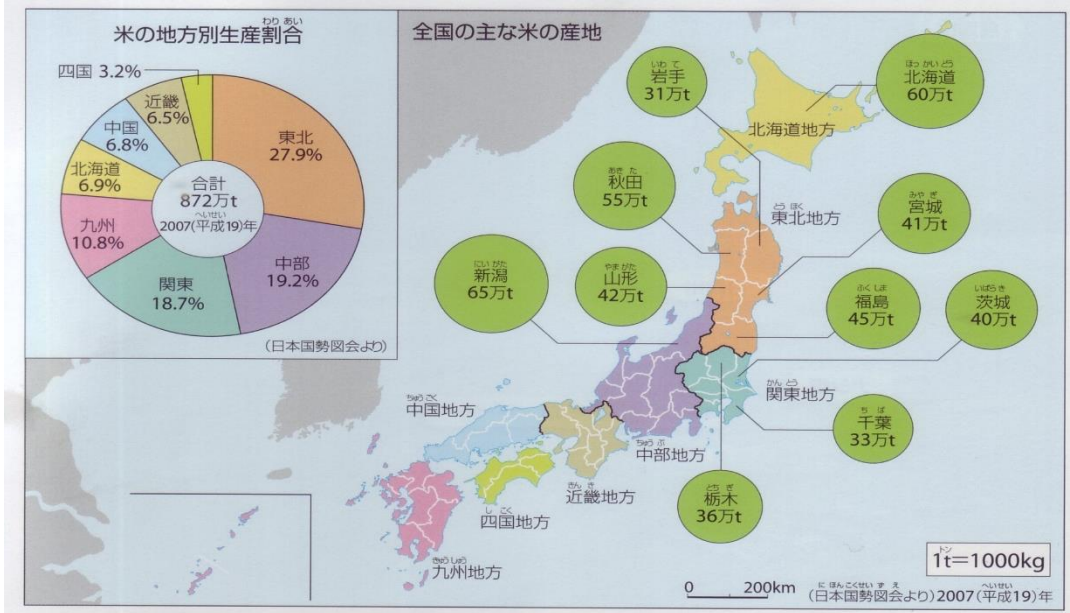 米の地方別生産割合
わりあい
四国 3.2%
近畿
6.5%
中国
6.8%
北海道
6.9%
九州
10.8%
関東
18.7%
中部
19.2%
東北
27.9%
合計
872万t
へいせい
2007(平成19)年
(日本国勢図会より)
全国の主な米の産地
いわて
岩手
31万t
ほっかいどう
北海道
60万t
北海道地方
あきた
秋田
55万t
とうほく
東北地方
みやぎ
宮城
41万t
にいがた
新潟
65万t
やまがた
山形
42万t
ふくしま
福島
45万t
いばらき
茨城
40万t
かんとう
関東地方
ちゅうごく
中国地方
ちば
千葉
33万t
ちゅうぶ
中部地方
きんき
近畿地方
とちぎ
栃木
36万t
しこく
四国地方
きゅうしゅう
九州地方
トン
1t=1000kg
0 200km
にほんこくせいずえ へいせい
(日本国勢図会より)2007(平成19)年